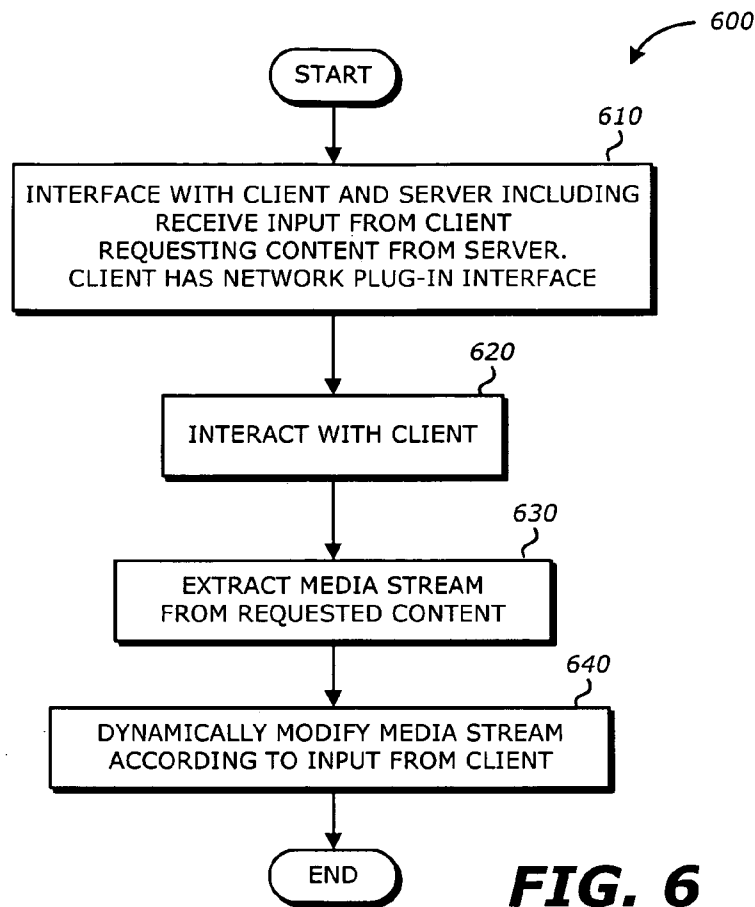 600
START
610
INTERFACE WITH CLIENT AND SERVER INCLUDING
RECEIVE INPUT FROM CLIENT
REQUESTING CONTENT FROM SERVER.
CLIENT HAS NETWORK PLUG-IN INTERFACE
620
INTERACT WITH CLIENT
630
EXTRACT MEDIA STREAM
FROM REQUESTED CONTENT
640
DYNAMICALLY MODIFY MEDIA STREAM
ACCORDING TO INPUT FROM CLIENT
END
FIG. 6